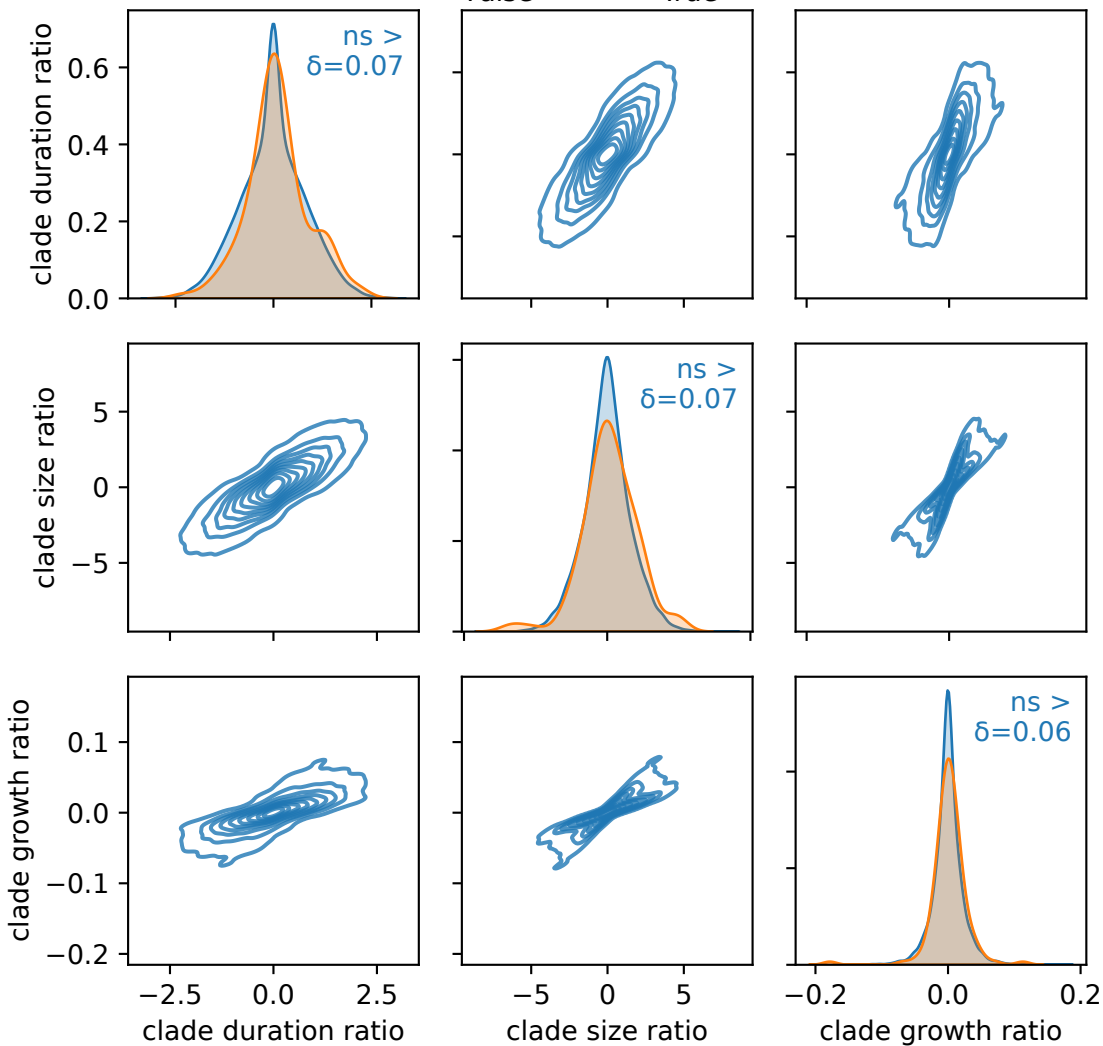 ns >
δ=0.07
clade duration ratio
0.6
0.4
0.2
0.0
ns >
δ=0.07
clade size ratio
5
0
−5
ns >
δ=0.06
clade growth ratio
0.1
0.0
−0.1
−0.2
−2.5 0.0 2.5
−5 0 5
−0.2 0.0 0.2
clade duration ratio
clade size ratio
clade growth ratio